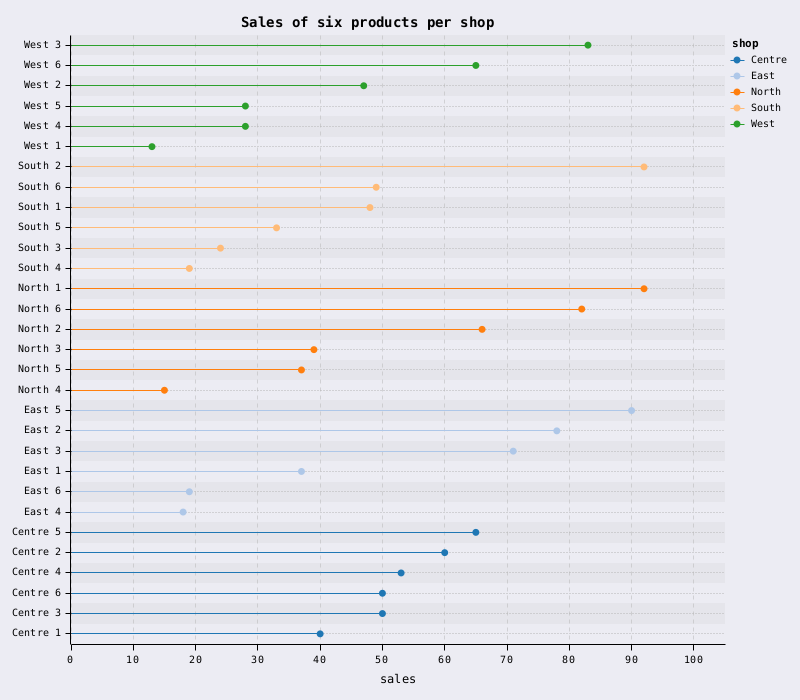 Sales of six products per shop
West 3
West 6
West 2
West 5
West 4
West 1
South 2
South 6
South 1
South 5
South 3
South 4
North 1
North 6
North 2
North 3
North 5
North 4
East 5
East 2
East 3
East 1
East 6
East 4
Centre 5
Centre 2
Centre 4
Centre 6
Centre 3
Centre 1
0 10 20 30 40 50 60 70 80 90 100
sales
shop
Centre
East
North
South
West